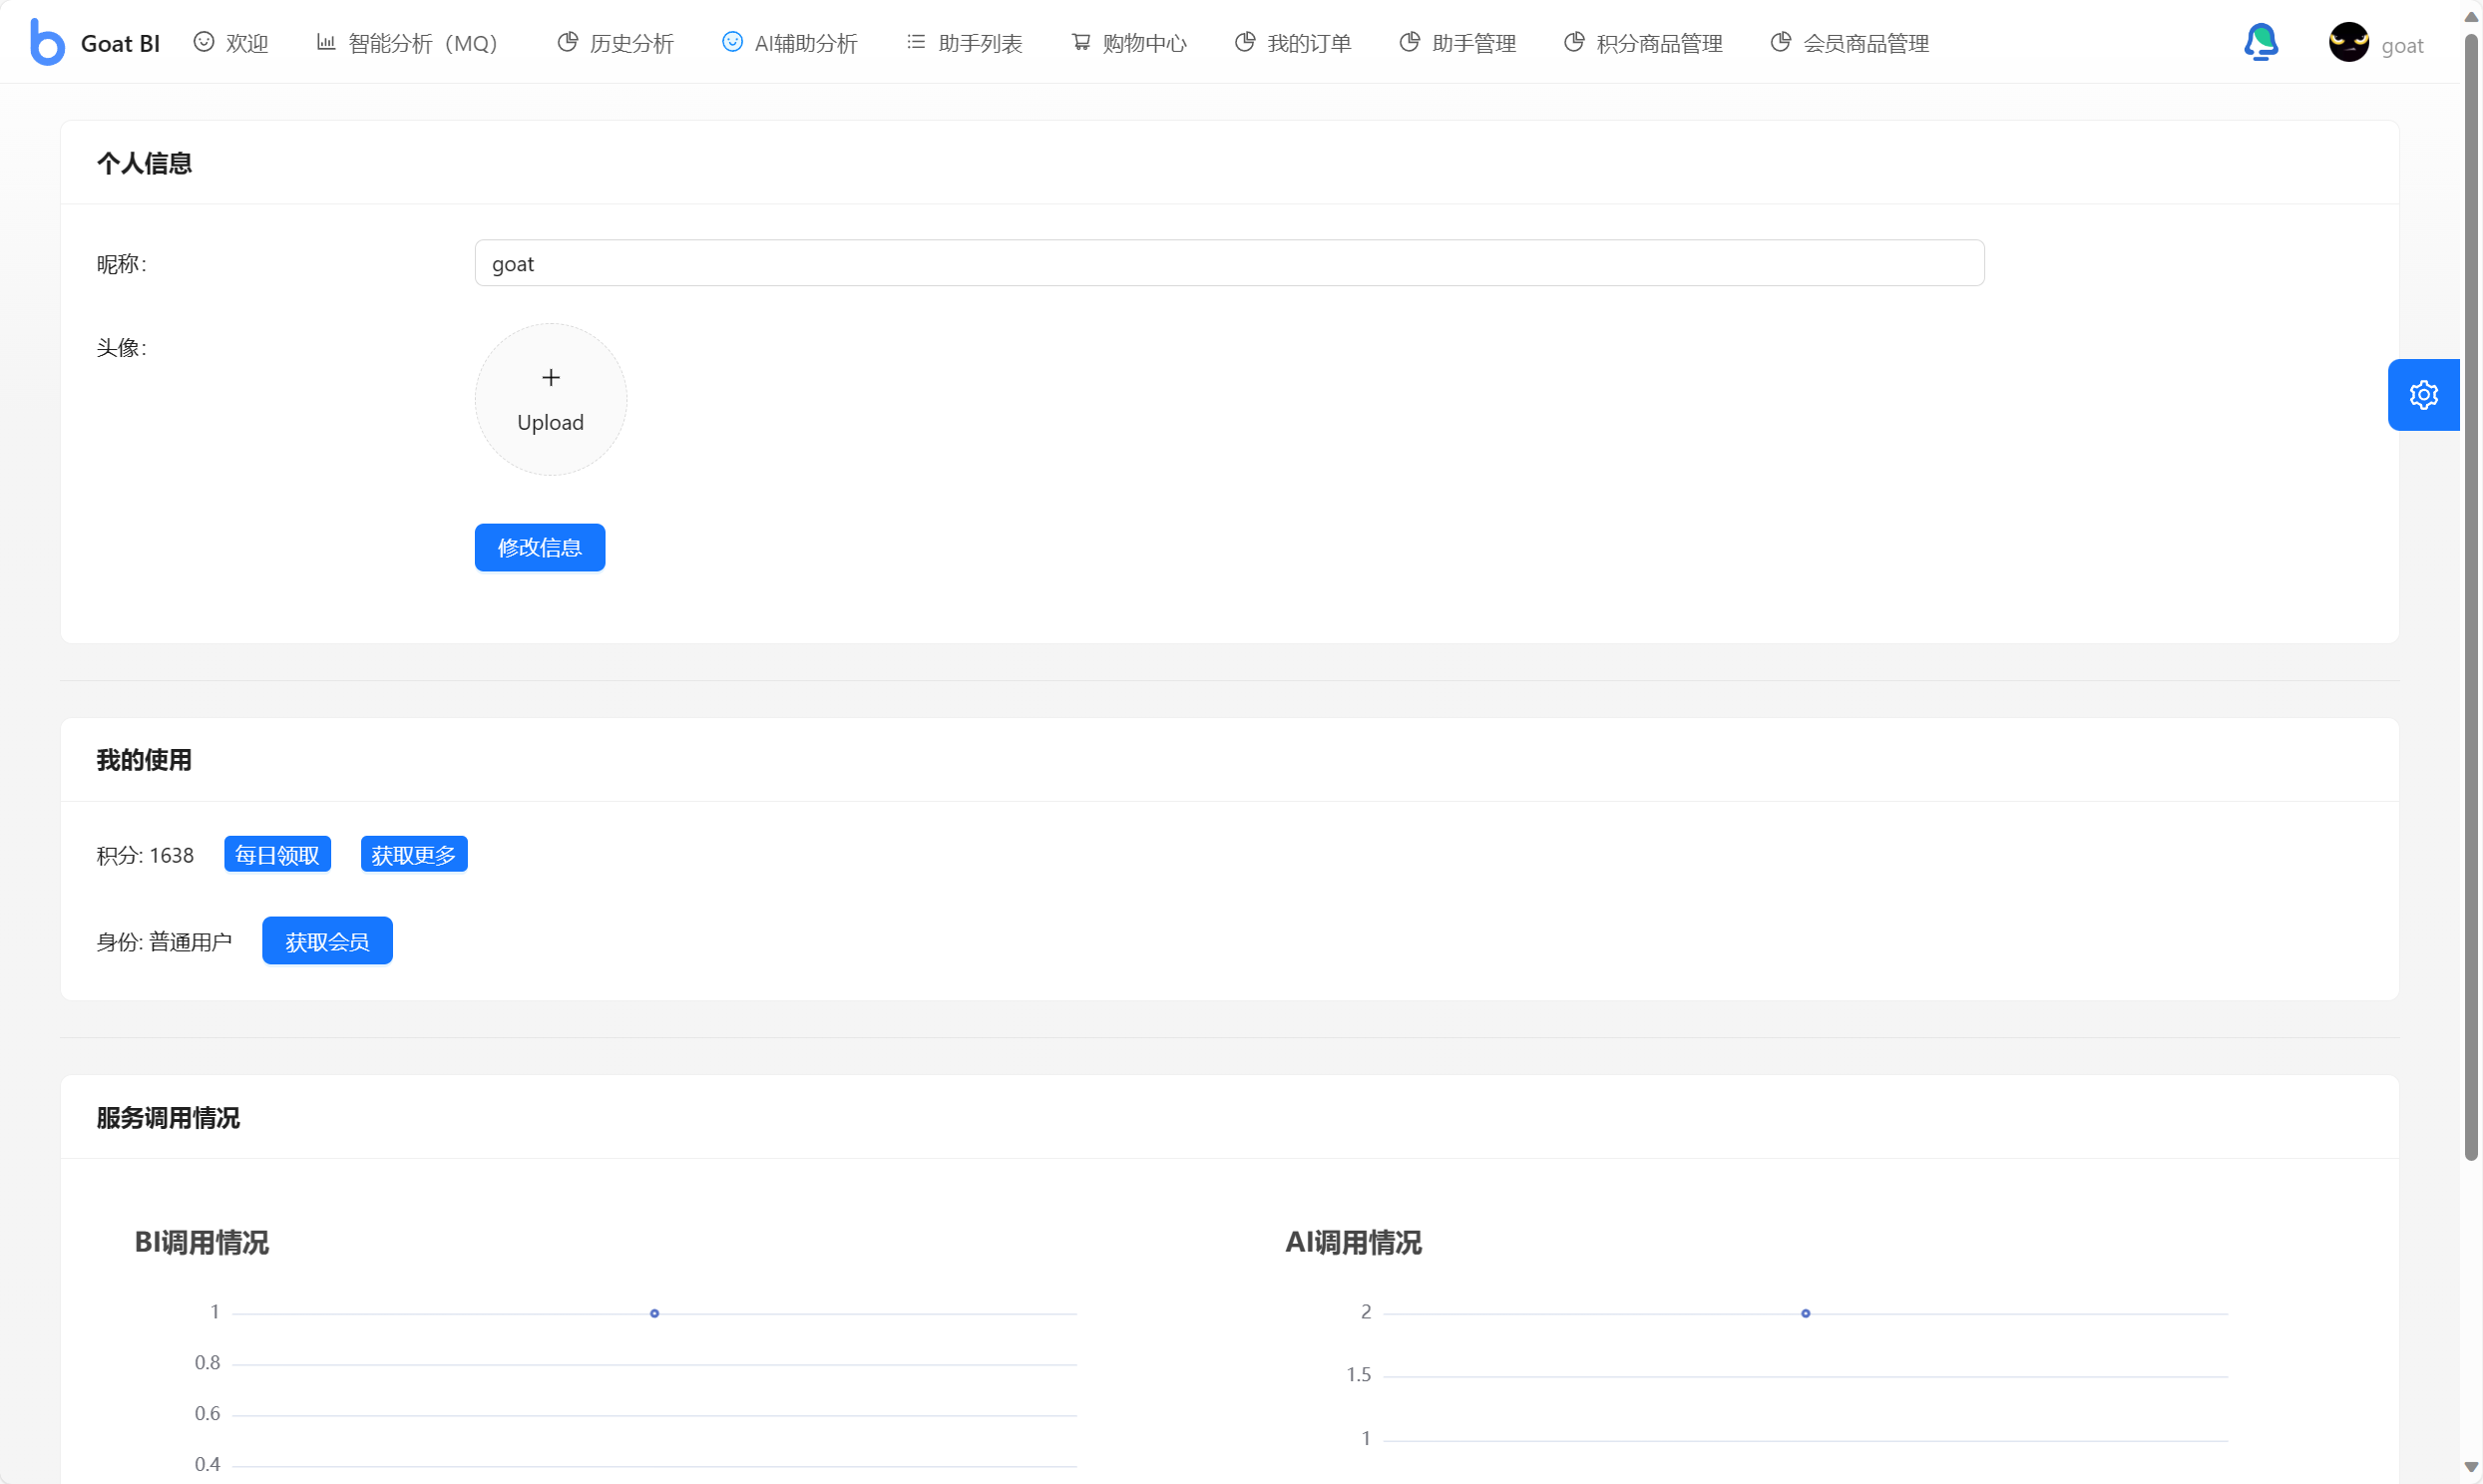 Goat BI 欢迎 智能分析（MQ） 历史分析 AI辅助分析 助手列表 购物中心 我的订单 助手管理 积分商品管理 会员商品管理 goat
个人信息
昵称: goat
头像:
Upload
修改信息
我的使用
积分: 1638 每日领取 获取更多
身份: 普通用户 获取会员
服务调用情况
BI调用情况
1
0.8
0.6
0.4
AI调用情况
2
1.5
1